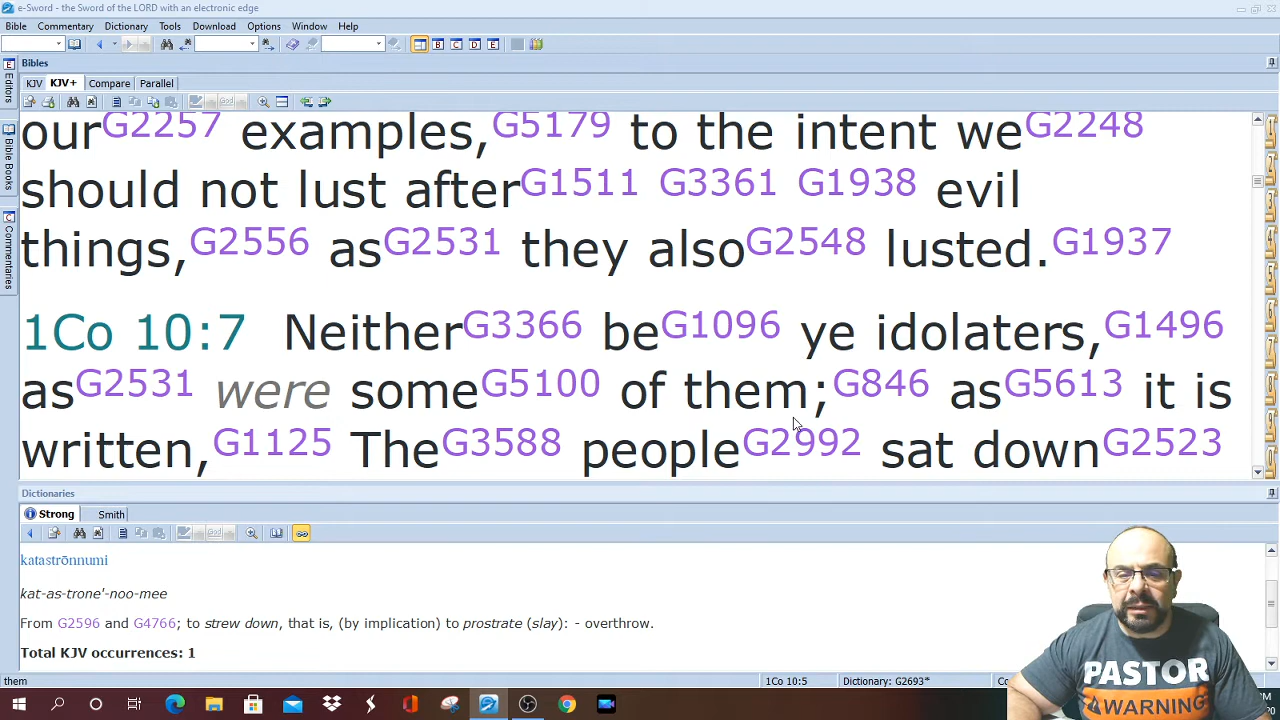 e-Sword - the Sword of the LORD with an electronic edge
Bible Commentary Dictionary Tools Download Options Window Help
Bibles
KJV KJV+ Compare Parallel
Editors
Bible Books
Commentaries
ourG2257 examples,G5179 to the intent weG2248
should not lust afterG1511 G3361 G1938 evil
things,G2556 asG2531 they alsoG2548 lusted.G1937
1Co 10:7 NeitherG3366 beG1096 ye idolaters,G1496
asG2531 were someG5100 of them;G846 asG5613 it is
written,G1125 TheG3588 peopleG2992 sat downG2523
Dictionaries
Strong Smith
katastrōnnumi
kat-as-trone'-noo-mee
From G2596 and G4766; to strew down, that is, (by implication) to prostrate (slay): - overthrow.
Total KJV occurrences: 1
them 1Co 10:5 Dictionary: G2693*
PASTOR
WARNING